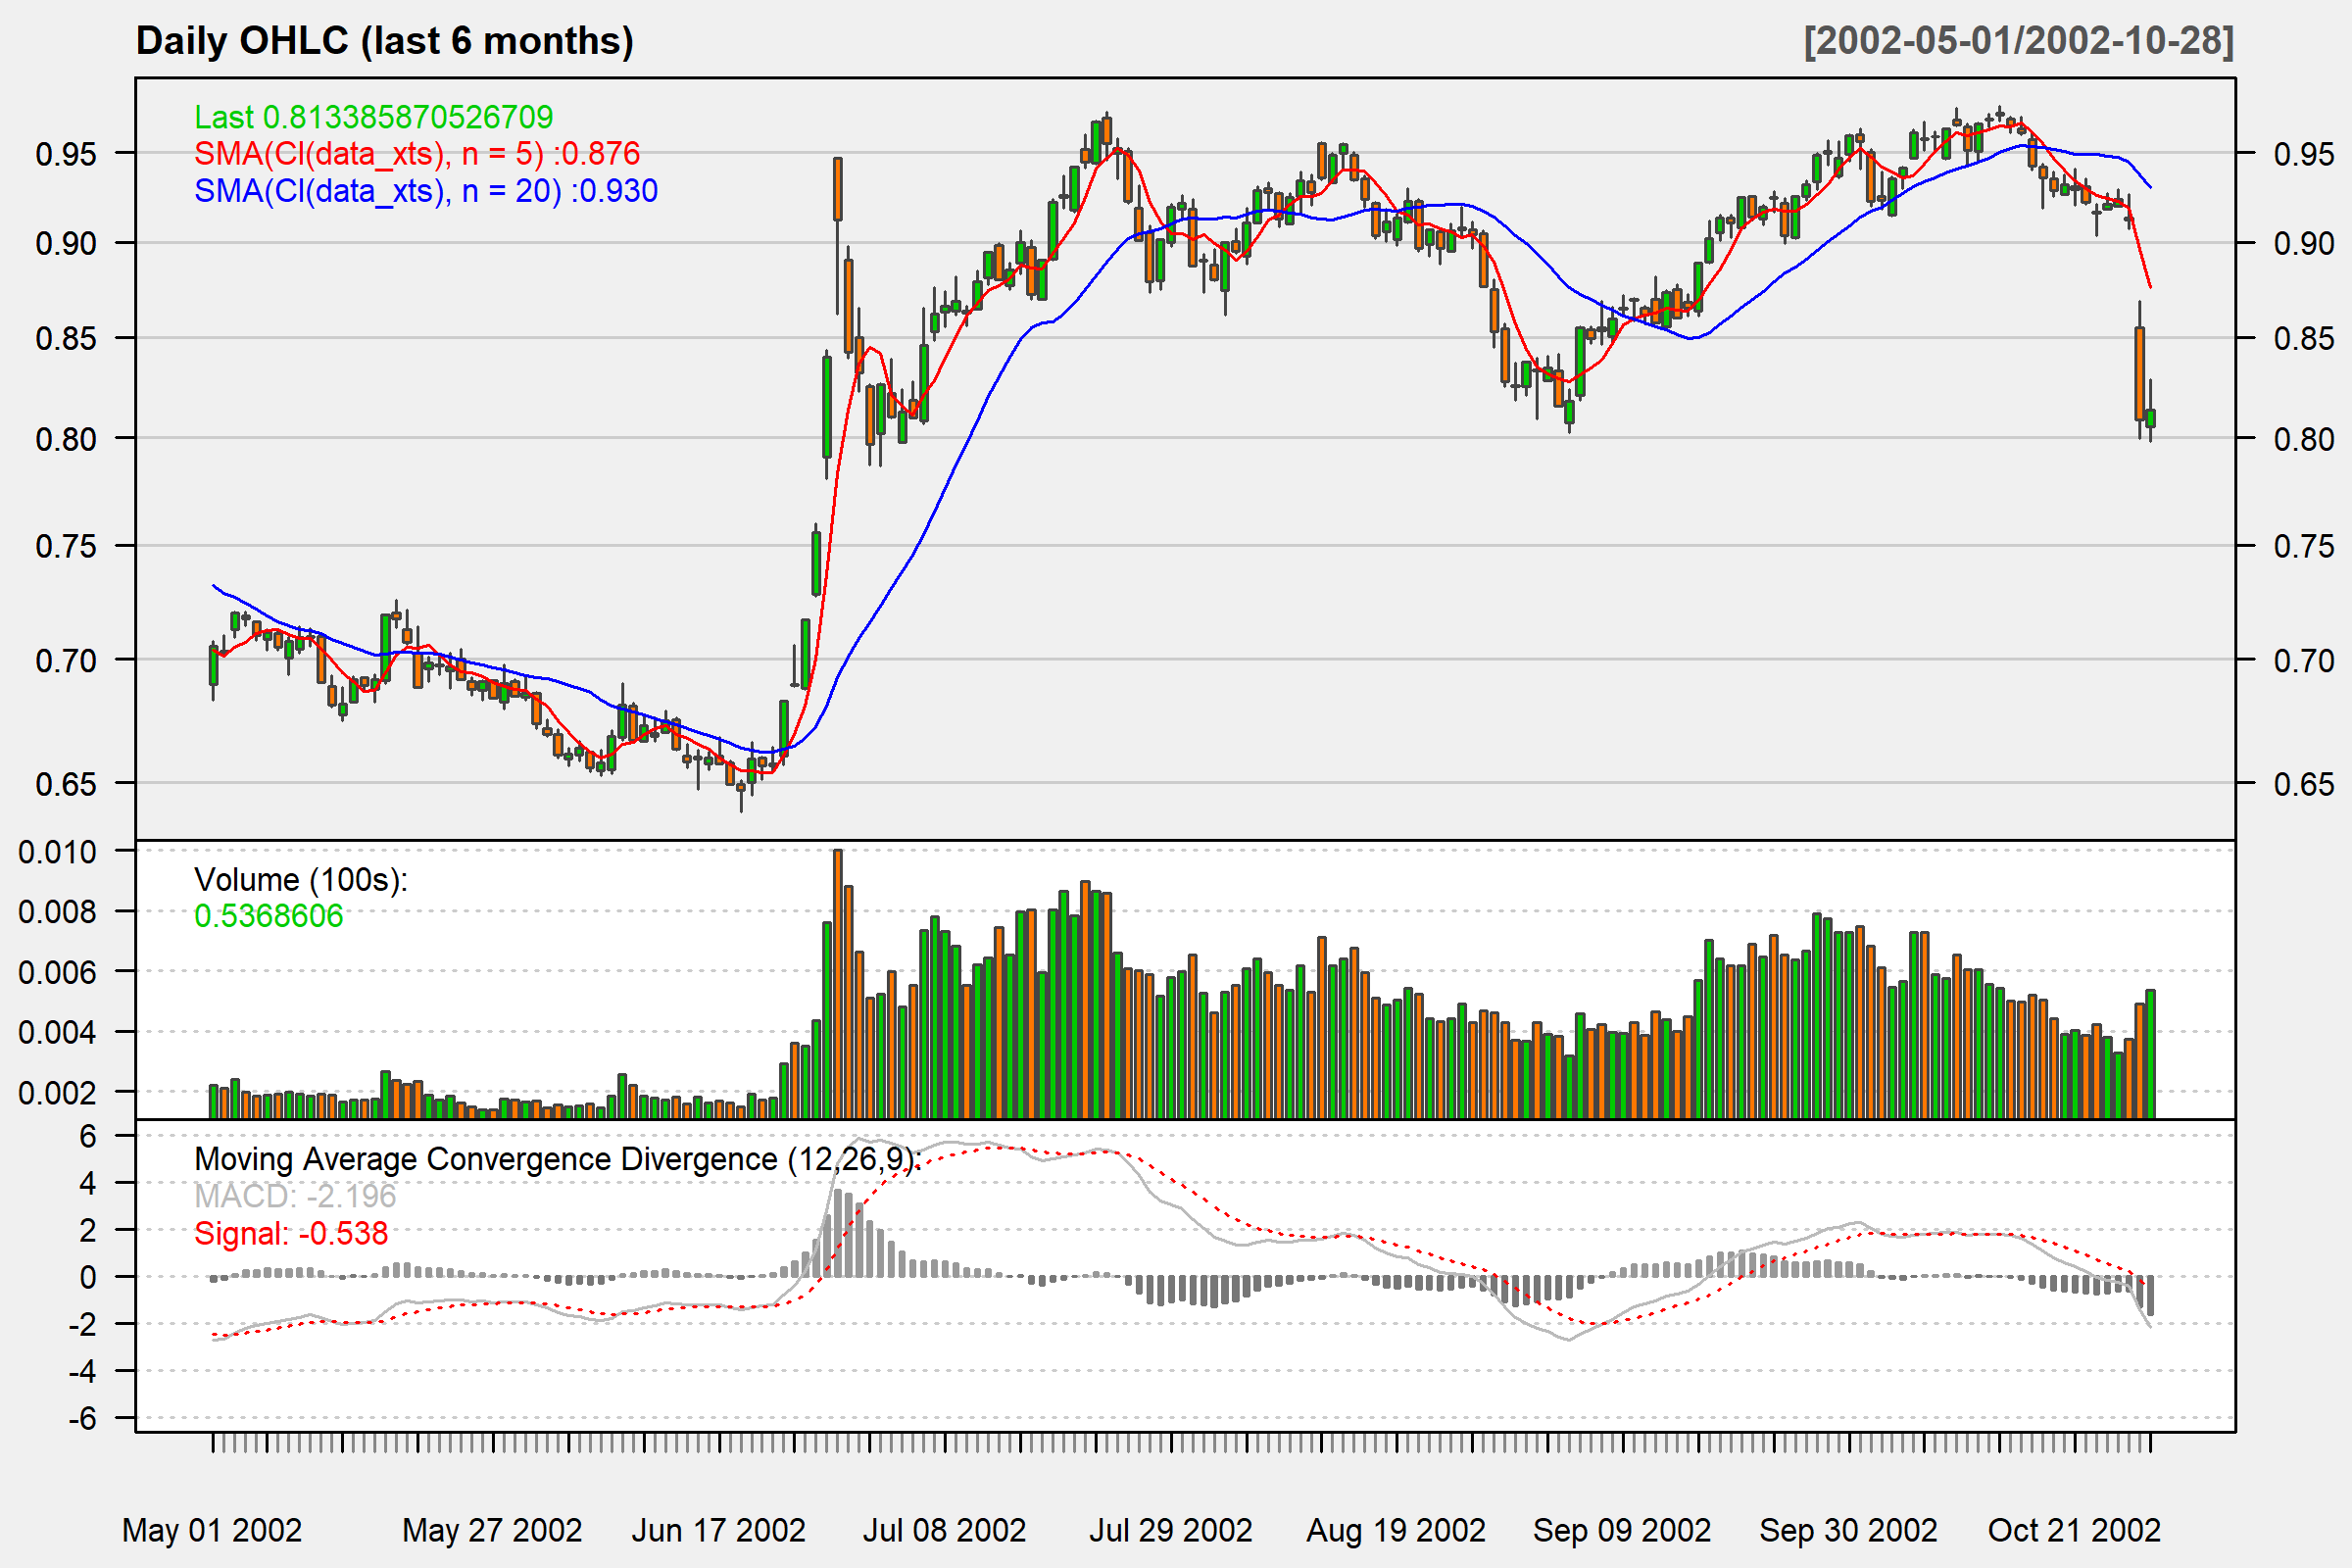 Daily OHLC (last 6 months) [2002-05-01/2002-10-28]
Last 0.813385870526709
SMA(Cl(data_xts), n = 5) :0.876
SMA(Cl(data_xts), n = 20) :0.930
0.95 0.95
0.90 0.90
0.85 0.85
0.80 0.80
0.75 0.75
0.70 0.70
0.65 0.65
0.010
Volume (100s):
0.5368606
0.008
0.006
0.004
0.002
6
Moving Average Convergence Divergence (12,26,9):
MACD: -2.196
Signal: -0.538
4
2
0
-2
-4
-6
May 01 2002 May 27 2002 Jun 17 2002 Jul 08 2002 Jul 29 2002 Aug 19 2002 Sep 09 2002 Sep 30 2002 Oct 21 2002